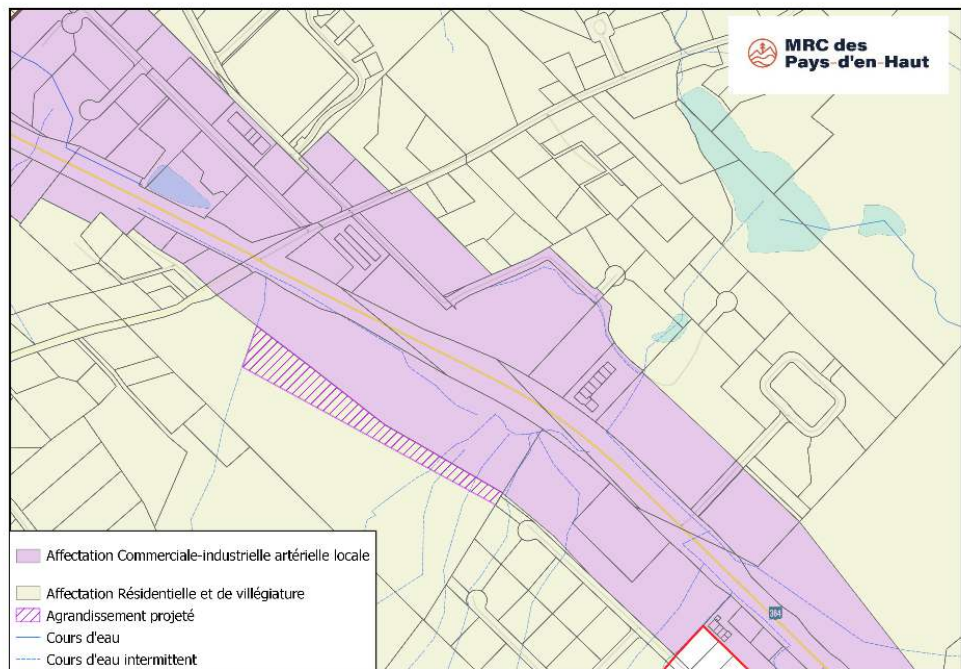 MRC des
Pays-d'en-Haut
Affectation Commerciale-industrielle artérielle locale
Affectation Résidentielle et de villégiature
Agrandissement projeté
Cours d'eau
Cours d'eau intermittent
364